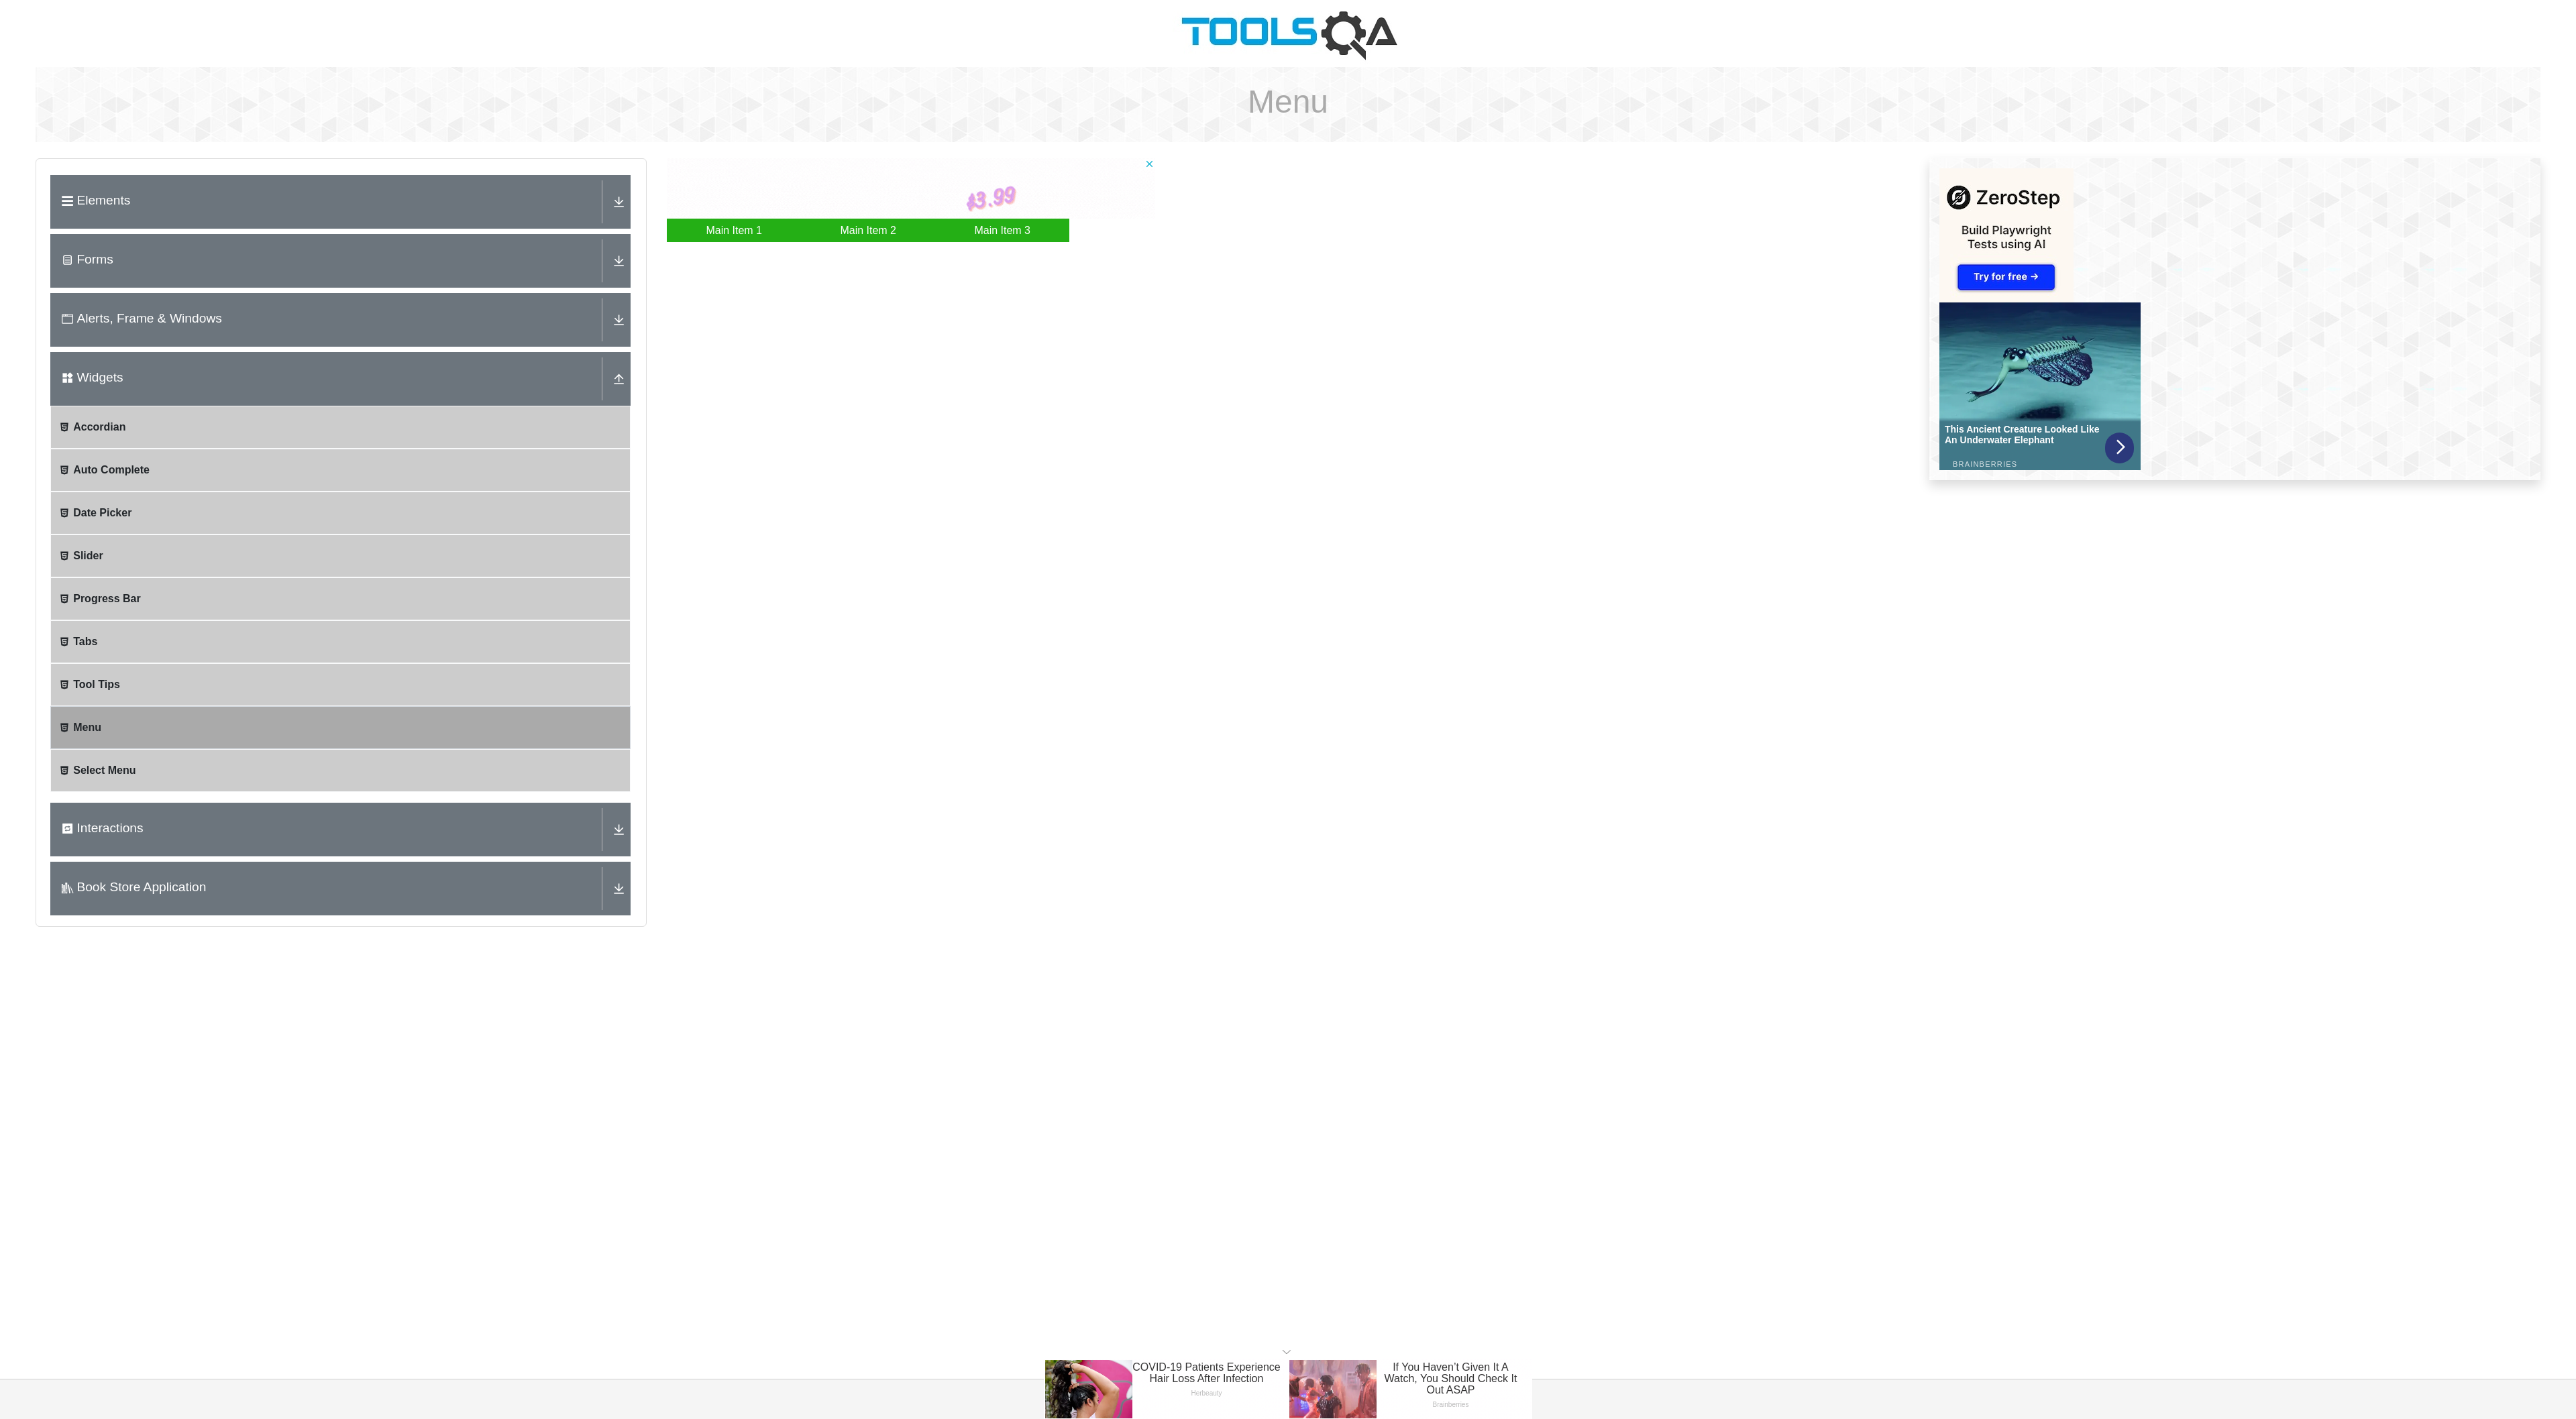 TOOLSQA
Menu
Elements
Forms
Alerts, Frame & Windows
Widgets
Accordian
Auto Complete
Date Picker
Slider
Progress Bar
Tabs
Tool Tips
Menu
Select Menu
Interactions
Book Store Application
$3.99
Main Item 1 Main Item 2 Main Item 3
ZeroStep
Build Playwright
Tests using AI
Try for free →
This Ancient Creature Looked Like
An Underwater Elephant
BRAINBERRIES
COVID-19 Patients Experience
Hair Loss After Infection
Herbeauty
If You Haven’t Given It A
Watch, You Should Check It
Out ASAP
Brainberries